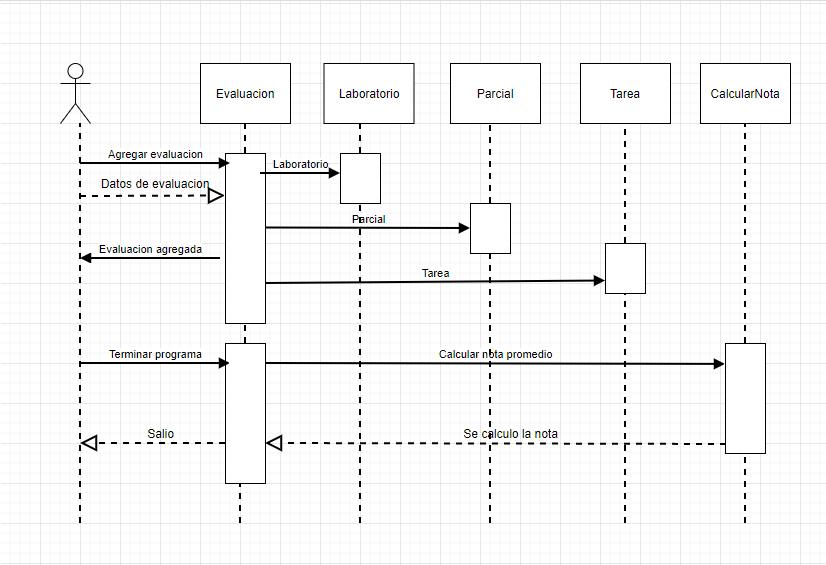 Evaluacion
Laboratorio
Parcial
Tarea
CalcularNota
Agregar evaluacion
Laboratorio
Datos de evaluacion
Parcial
Evaluacion agregada
Tarea
Terminar programa
Calcular nota promedio
Salio
Se calculo la nota